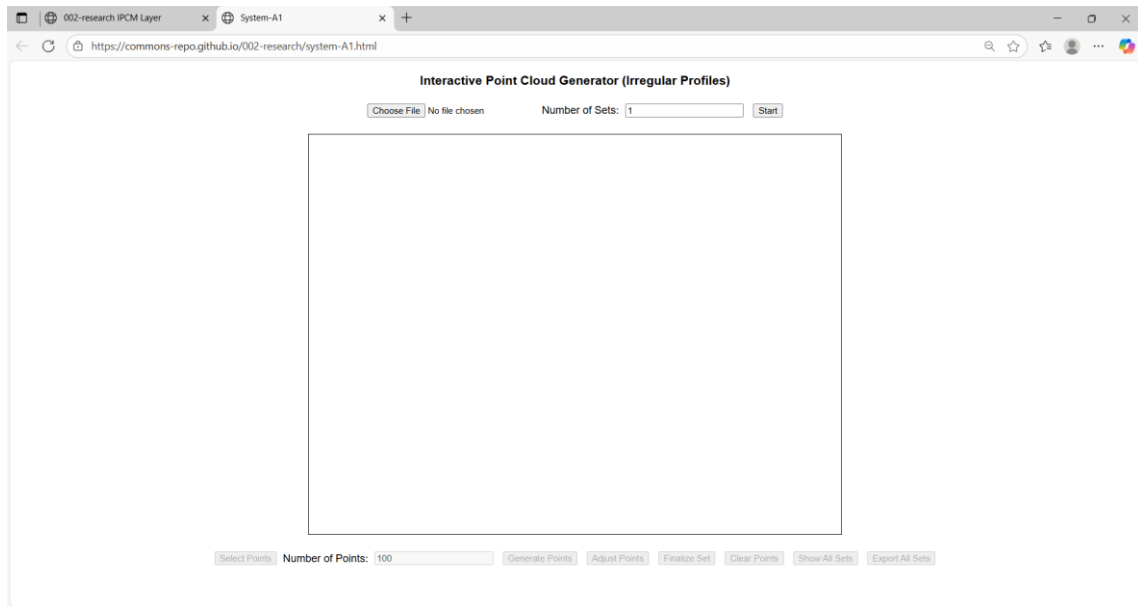 002-research IPCM Layer System-A1
https://commons-repo.github.io/002-research/system-A1.html
Interactive Point Cloud Generator (Irregular Profiles)
Choose File No file chosen Number of Sets: 1 Start
Select Points Number of Points: 100 Generate Points Adjust Points Finalize Set Clear Points Show All Sets Export All Sets